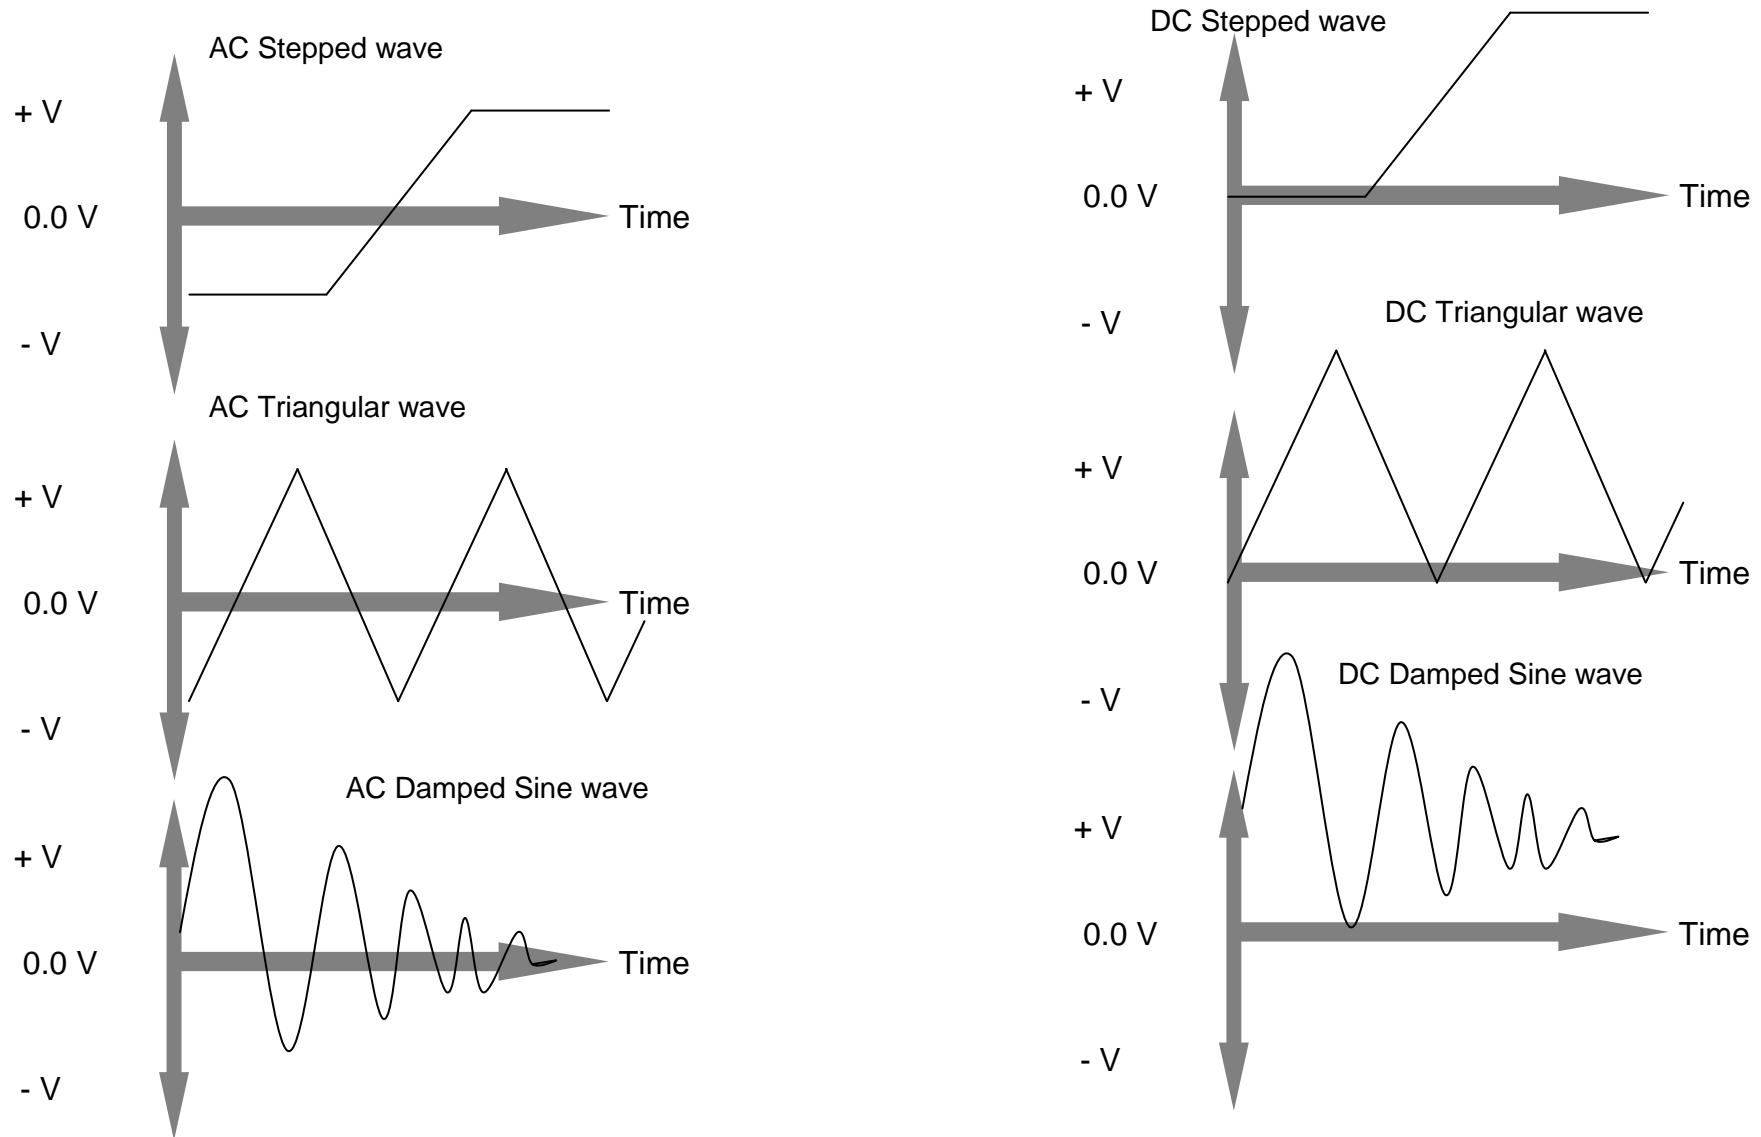 AC Stepped wave
+ V
0.0 V
Time
- V
AC Triangular wave
+ V
0.0 V
Time
- V
AC Damped Sine wave
+ V
0.0 V
Time
- V
DC Stepped wave
+ V
0.0 V
Time
- V
DC Triangular wave
+ V
0.0 V
Time
- V
DC Damped Sine wave
+ V
0.0 V
Time
- V